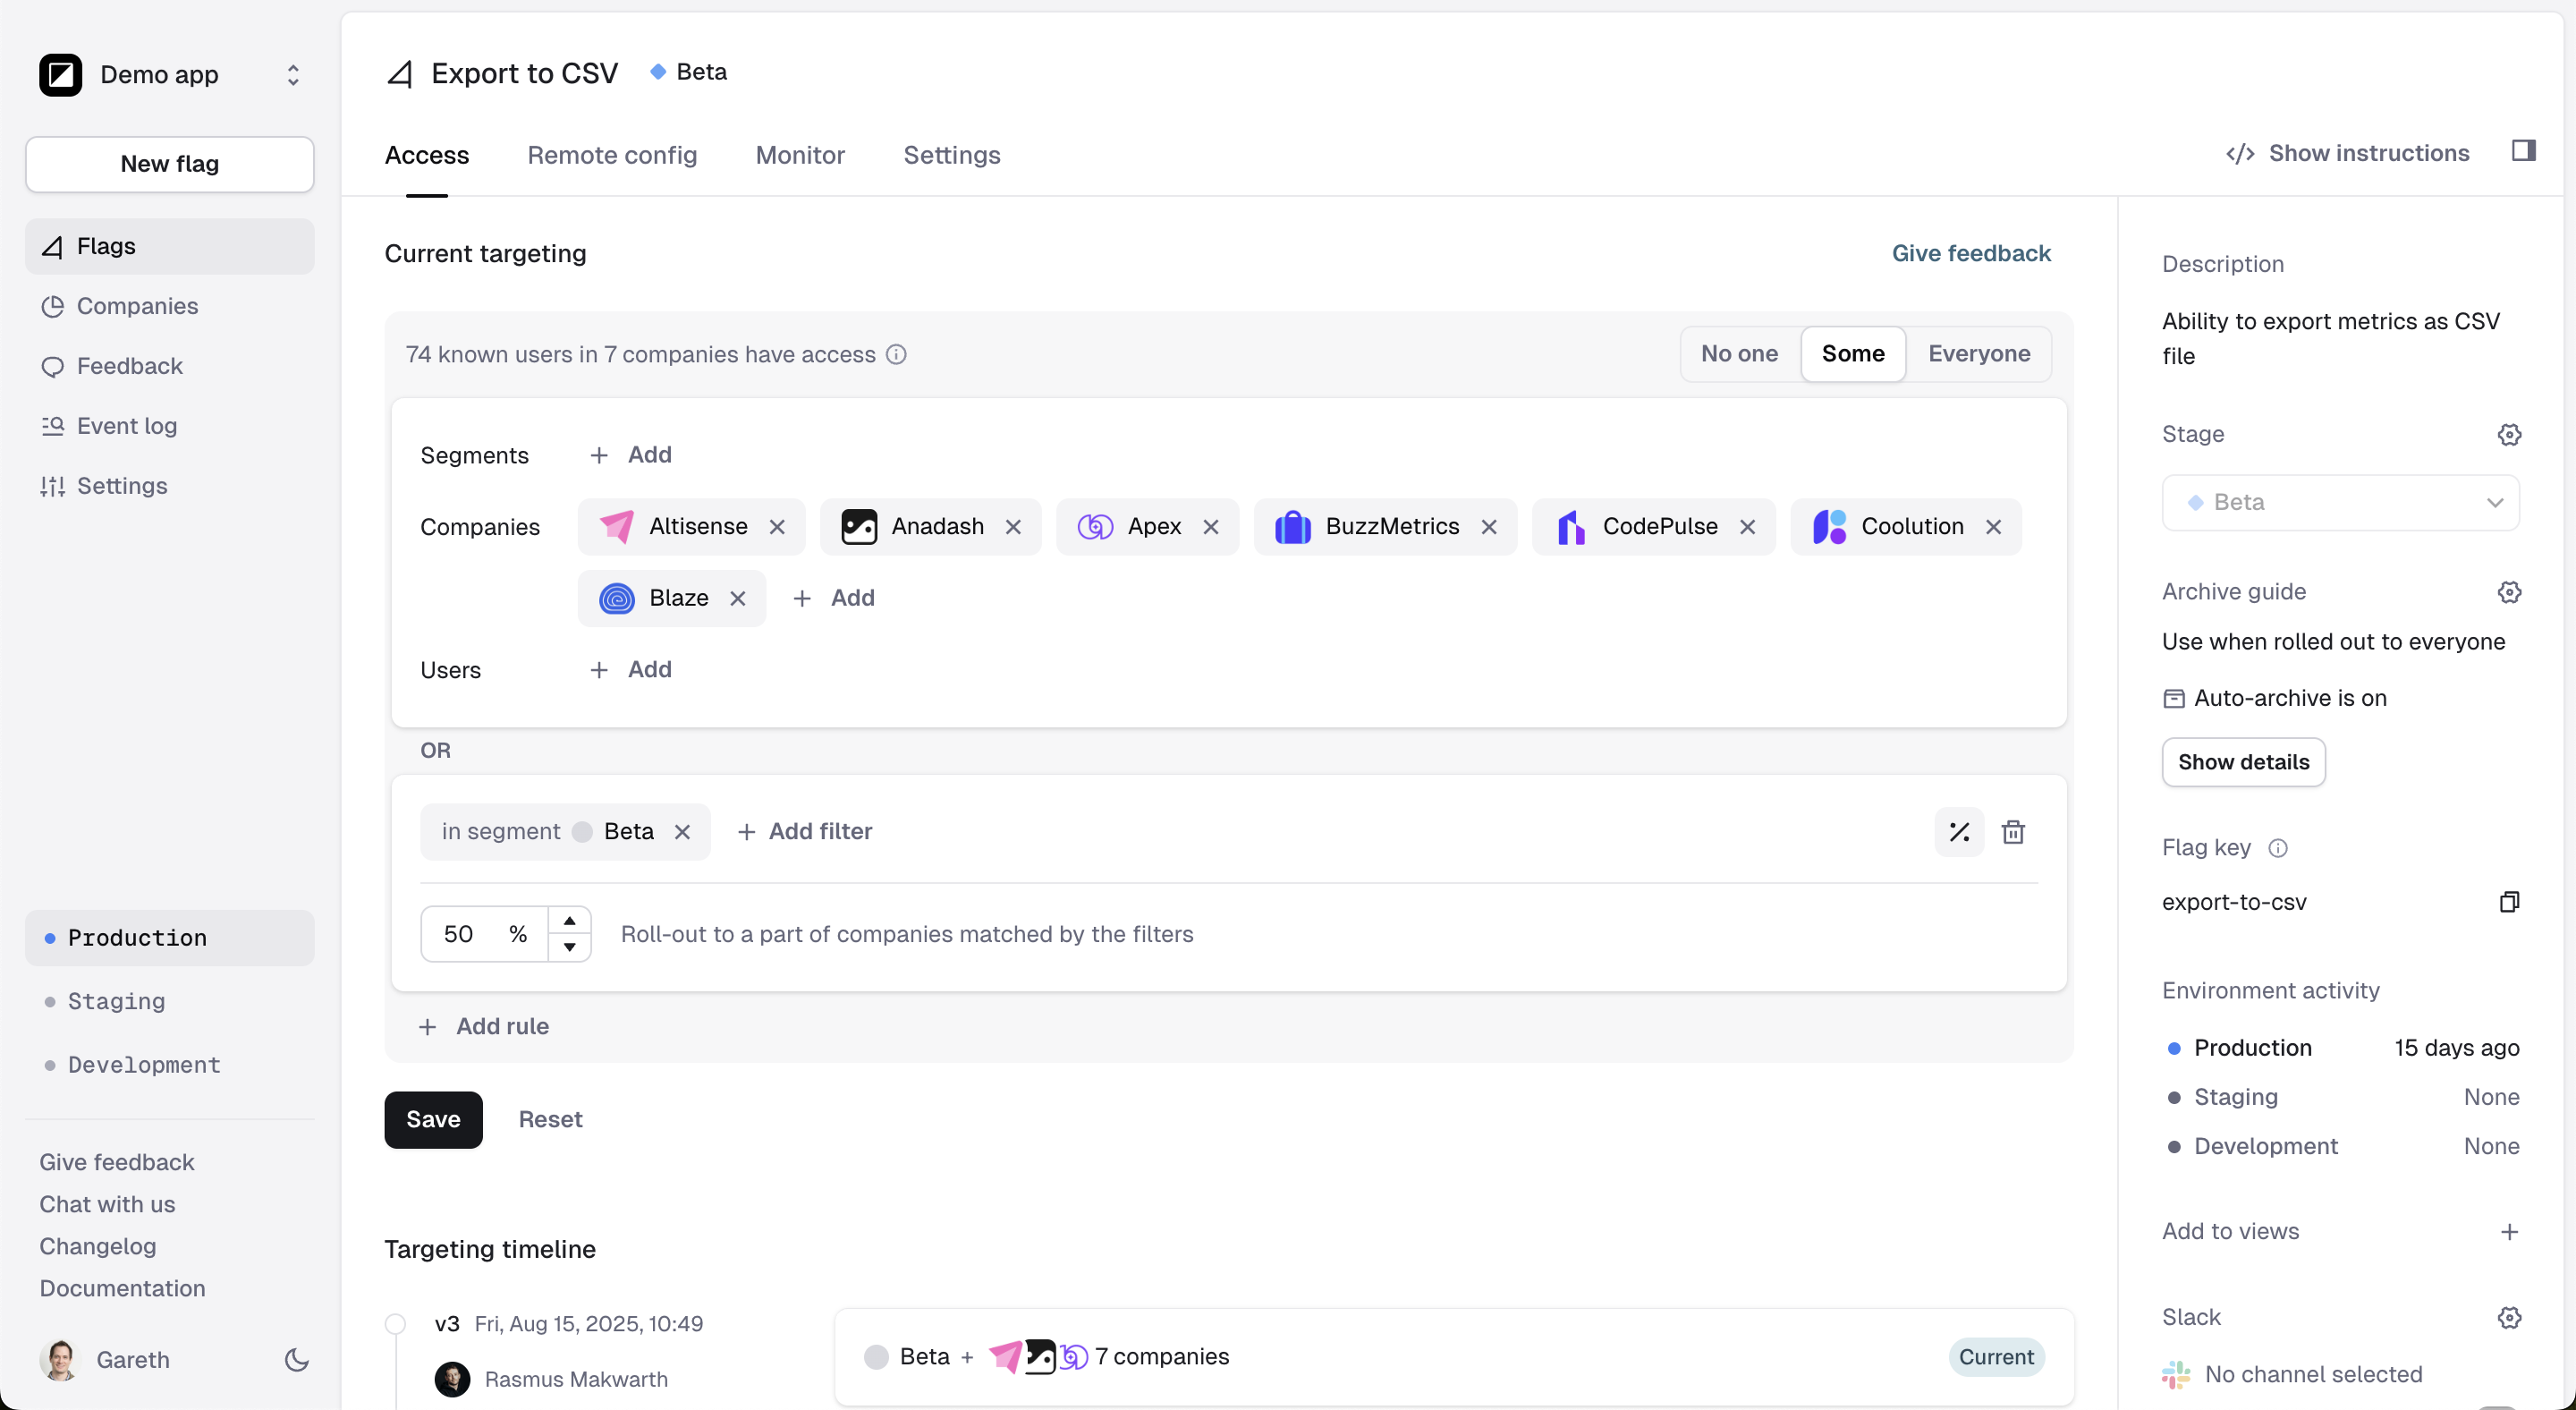 Demo app
New flag
Flags
Companies
Feedback
Event log
Settings
Production
Staging
Development
Give feedback
Chat with us
Changelog
Documentation
Gareth
Export to CSV Beta
Access Remote config Monitor Settings
Show instructions
Current targeting
Give feedback
74 known users in 7 companies have access
No one Some Everyone
Segments + Add
Companies Altisense Anadash Apex BuzzMetrics CodePulse Coolution
Blaze + Add
Users + Add
OR
in segment Beta + Add filter
50 % Roll-out to a part of companies matched by the filters
+ Add rule
Save Reset
Targeting timeline
v3 Fri, Aug 15, 2025, 10:49
Rasmus Makwarth
Beta + 7 companies
Current
Description
Ability to export metrics as CSV
file
Stage
Beta
Archive guide
Use when rolled out to everyone
Auto-archive is on
Show details
Flag key
export-to-csv
Environment activity
Production 15 days ago
Staging None
Development None
Add to views +
Slack
No channel selected